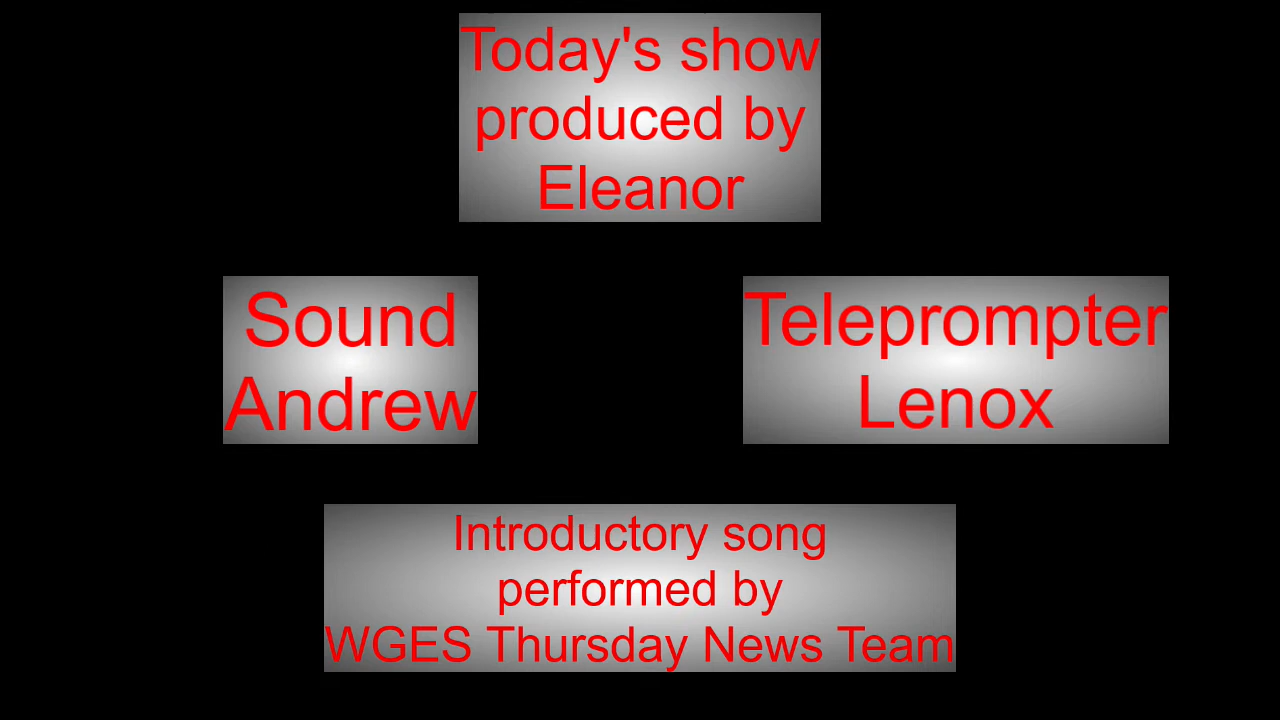 Today's show
produced by
Eleanor
Sound
Andrew
Teleprompter
Lenox
Introductory song
performed by
WGES Thursday News Team